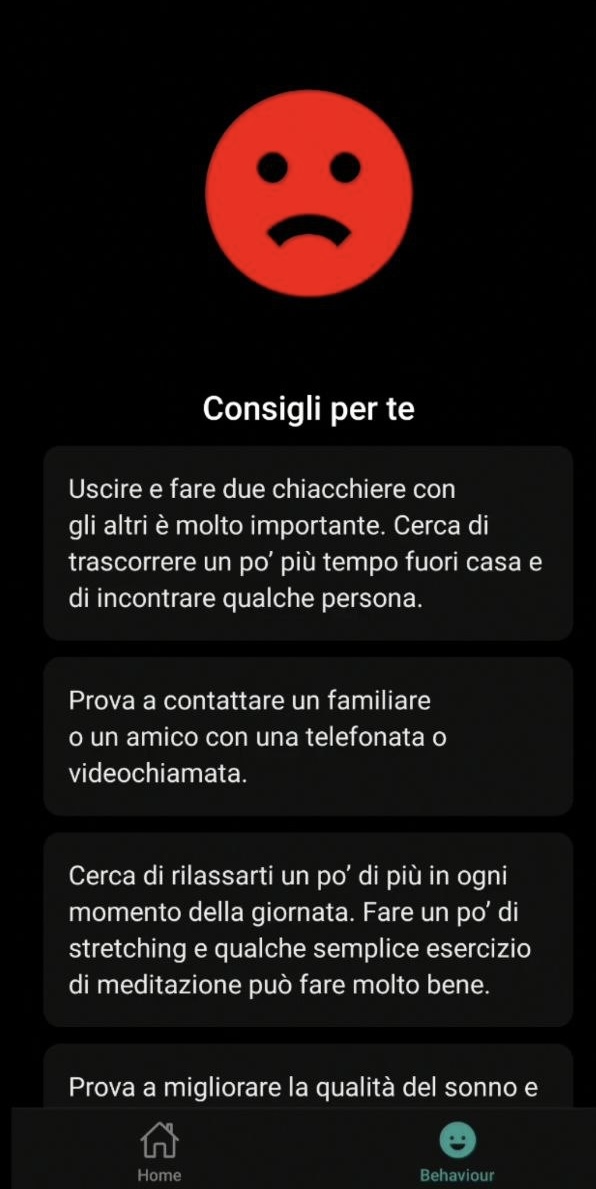 Consigli per te
Uscire e fare due chiacchiere con
gli altri è molto importante. Cerca di
trascorrere un po’ più tempo fuori casa e
di incontrare qualche persona.
Prova a contattare un familiare
o un amico con una telefonata o
videochiamata.
Cerca di rilassarti un po’ di più in ogni
momento della giornata. Fare un po’ di
stretching e qualche semplice esercizio
di meditazione può fare molto bene.
Prova a migliorare la qualità del sonno e
Home
Behaviour